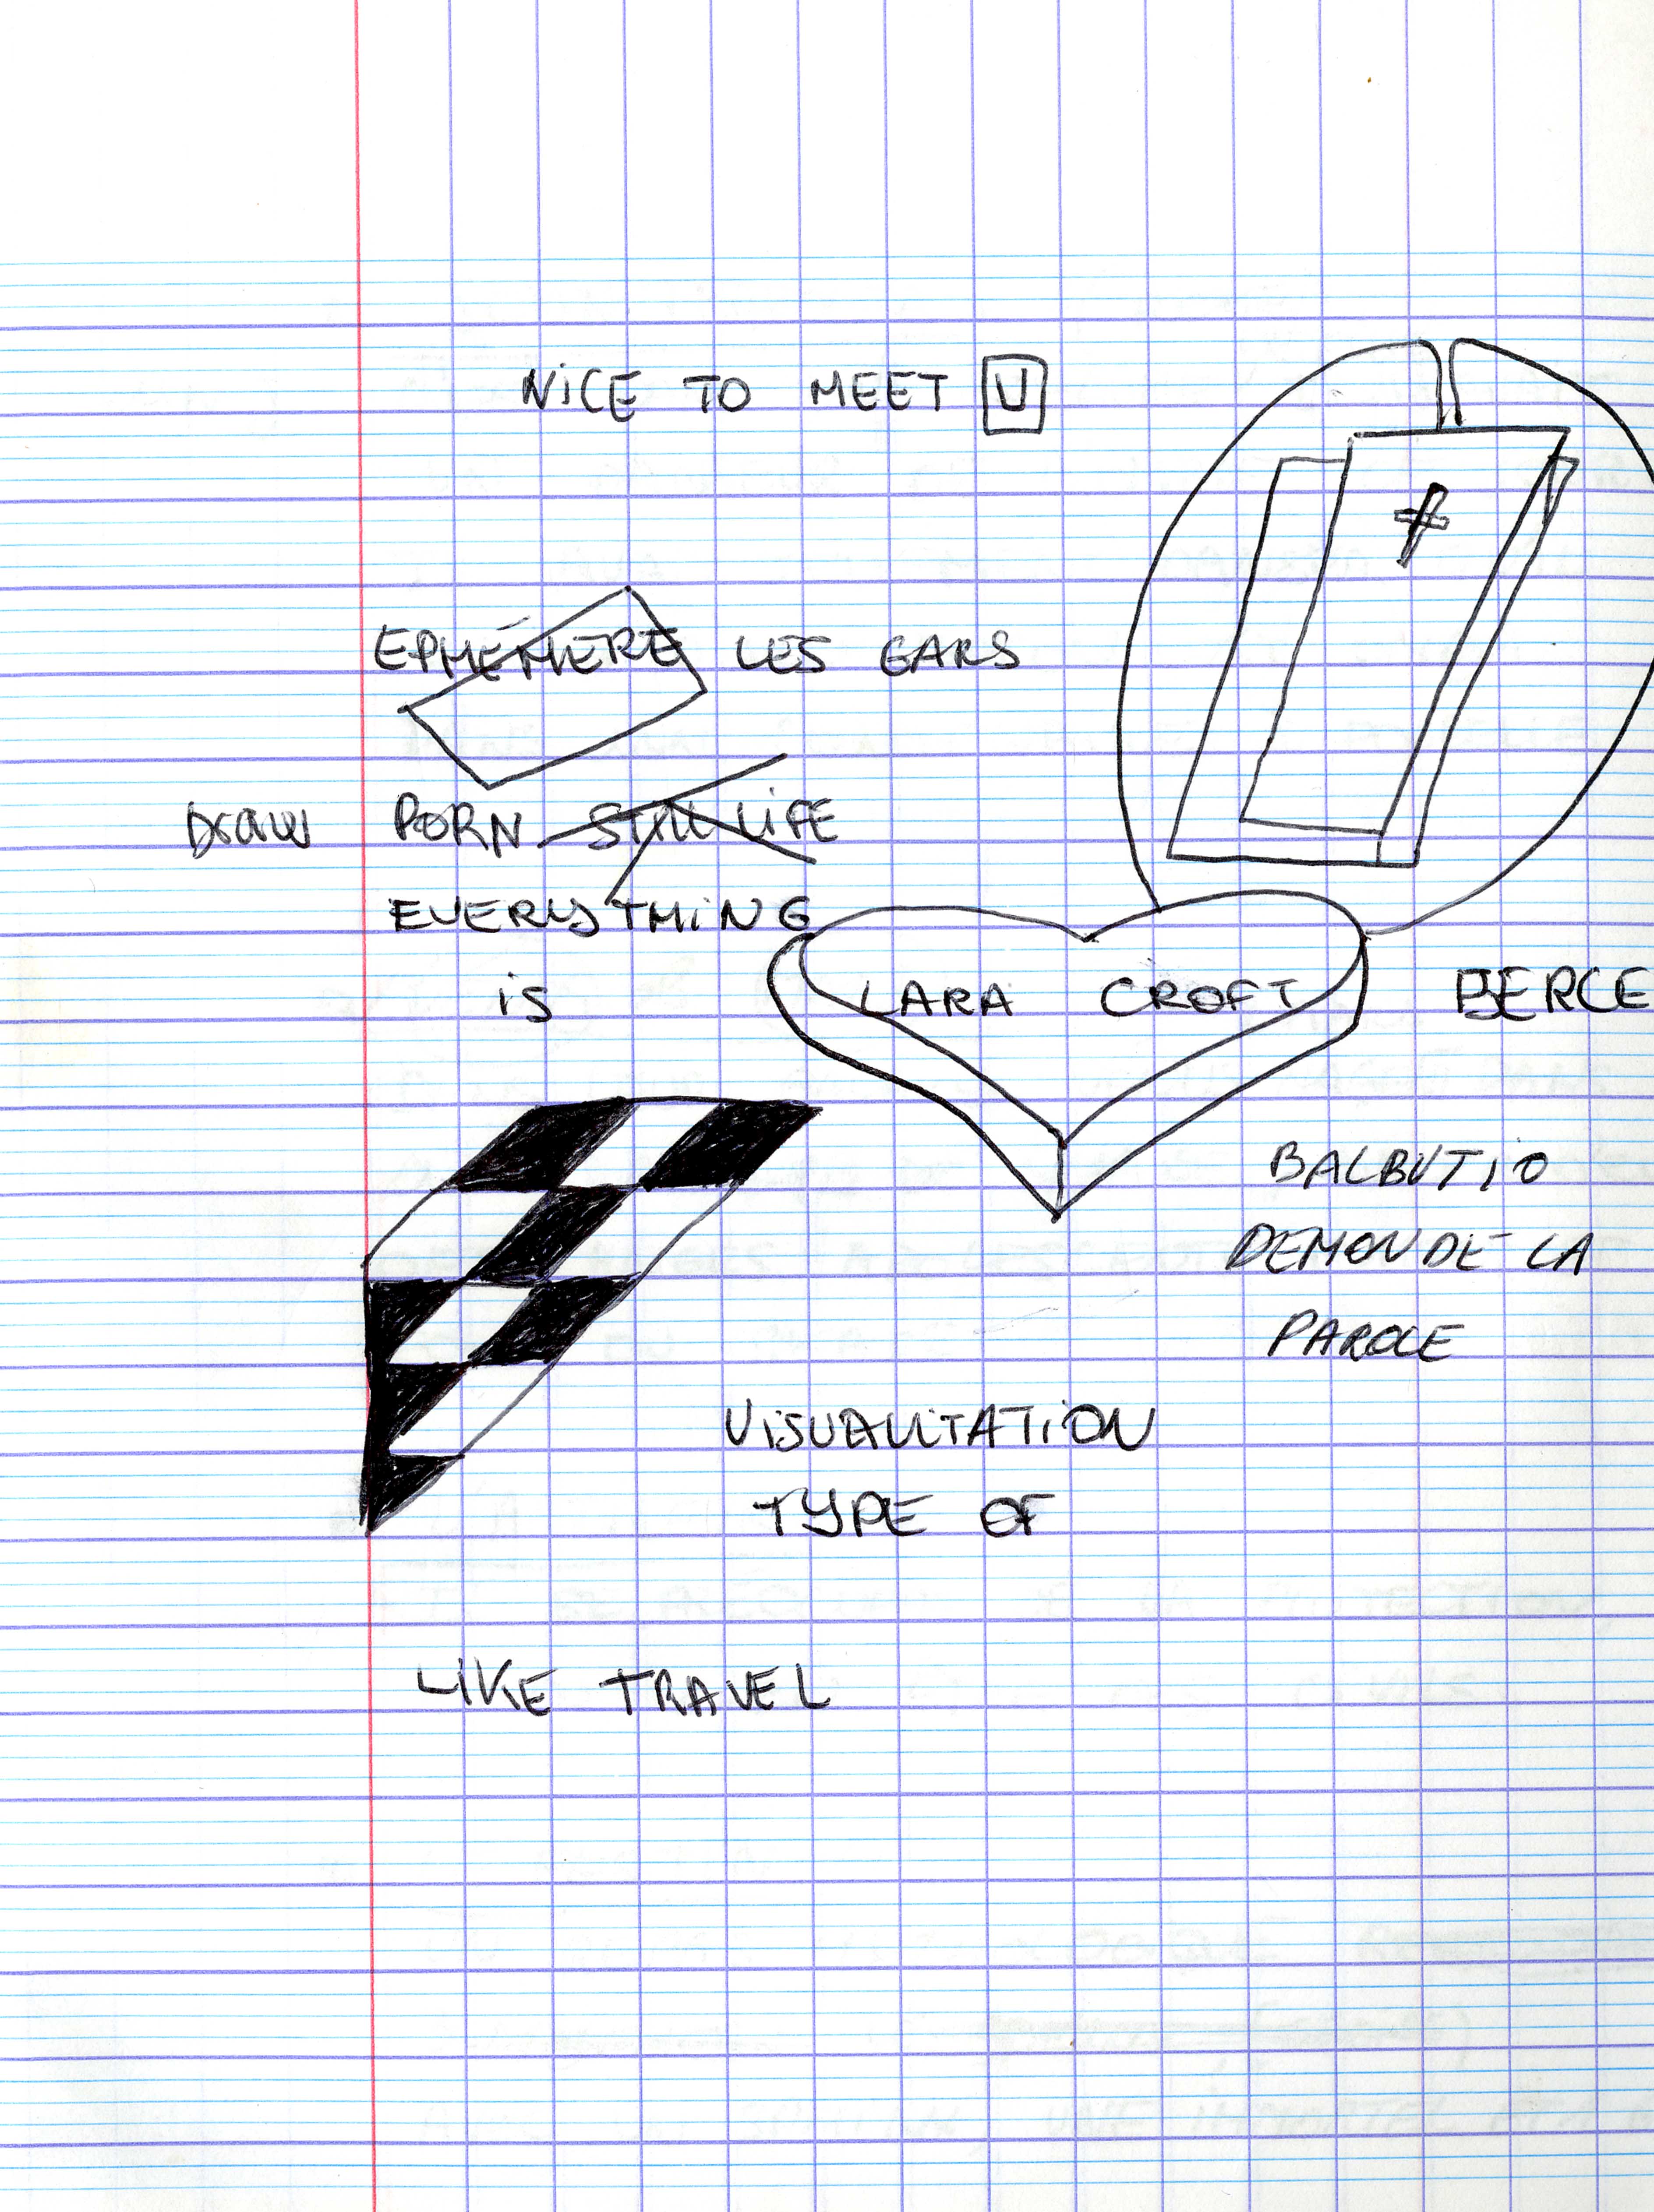 NiCE TO MEET U
EPHÉMERE LES GARS
DRAW PORN STILL LiFE
EVERYTHiNG
iS LARA CROFT BERCE
BALBUTIO
DEMON DE LA
PAROLE
ViSUALITATiON
TYPE OF
LiKE TRAVEL